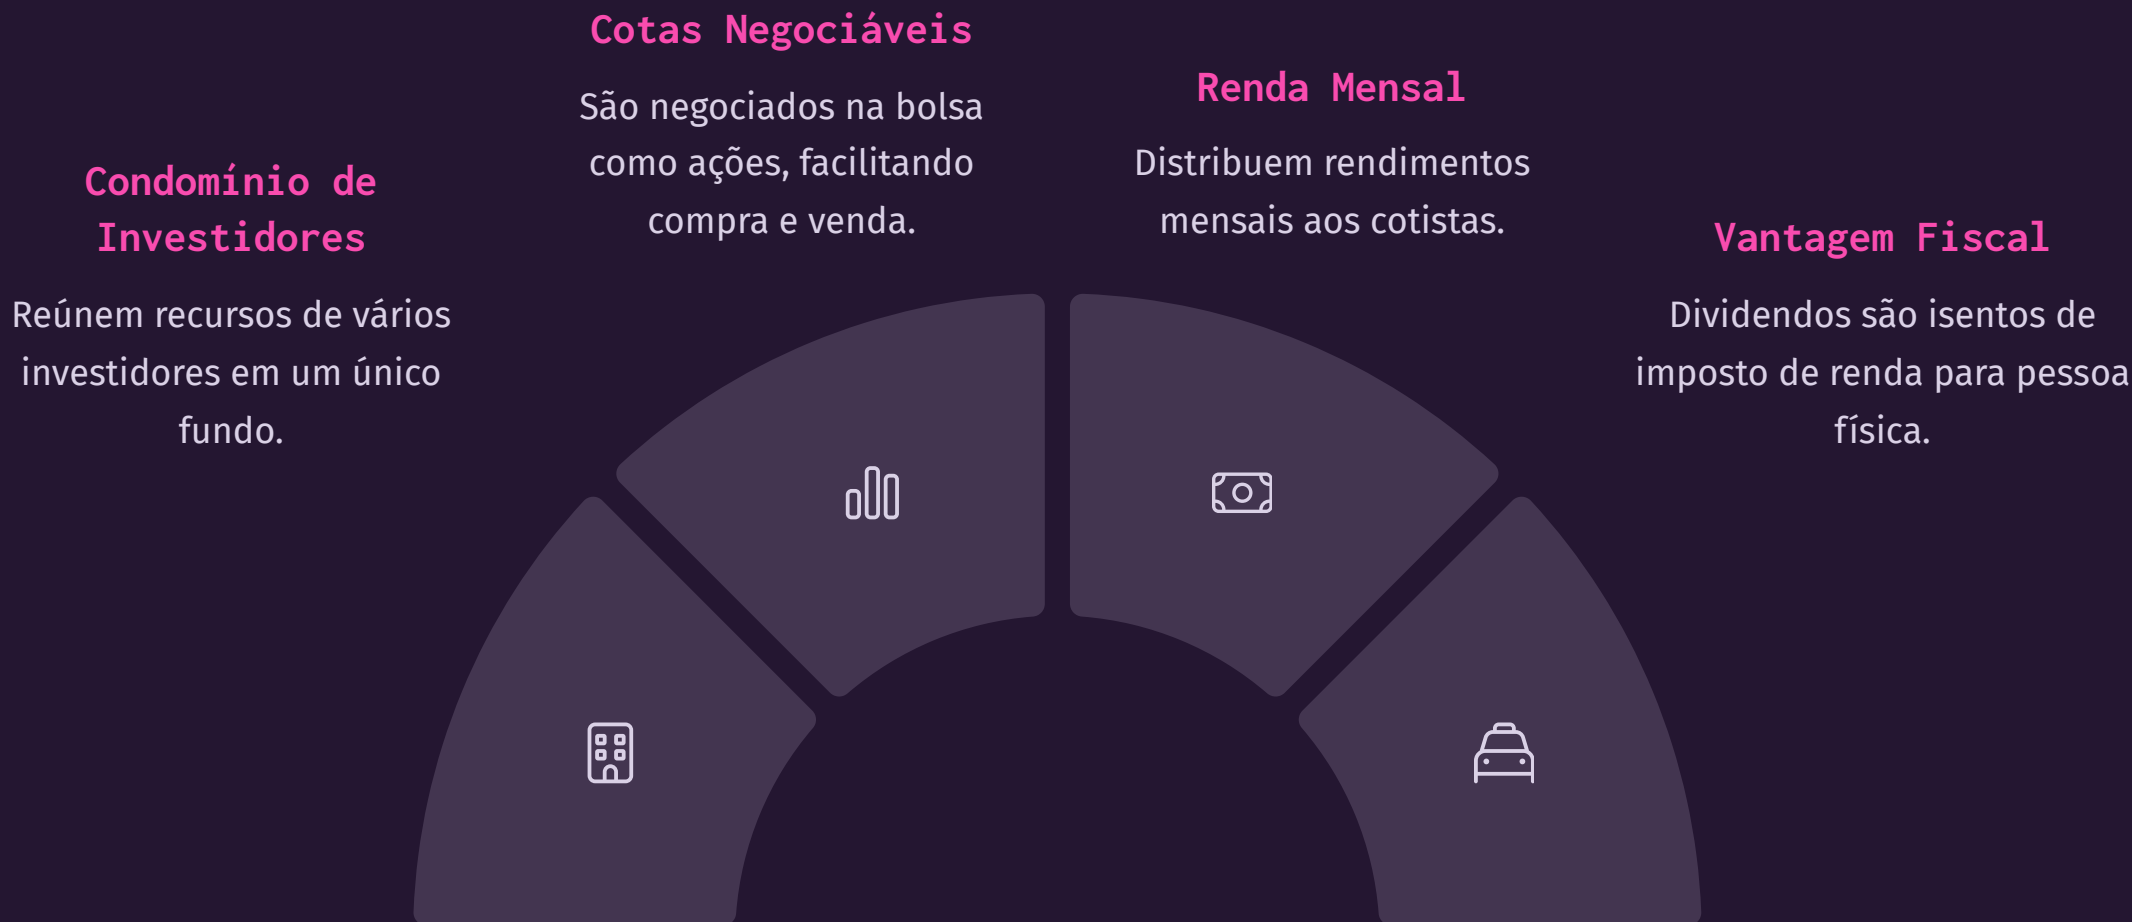 Condomínio de
Investidores
Reúnem recursos de vários
investidores em um único
fundo.
Cotas Negociáveis
São negociados na bolsa
como ações, facilitando
compra e venda.
Renda Mensal
Distribuem rendimentos
mensais aos cotistas.
Vantagem Fiscal
Dividendos são isentos de
imposto de renda para pessoa
física.